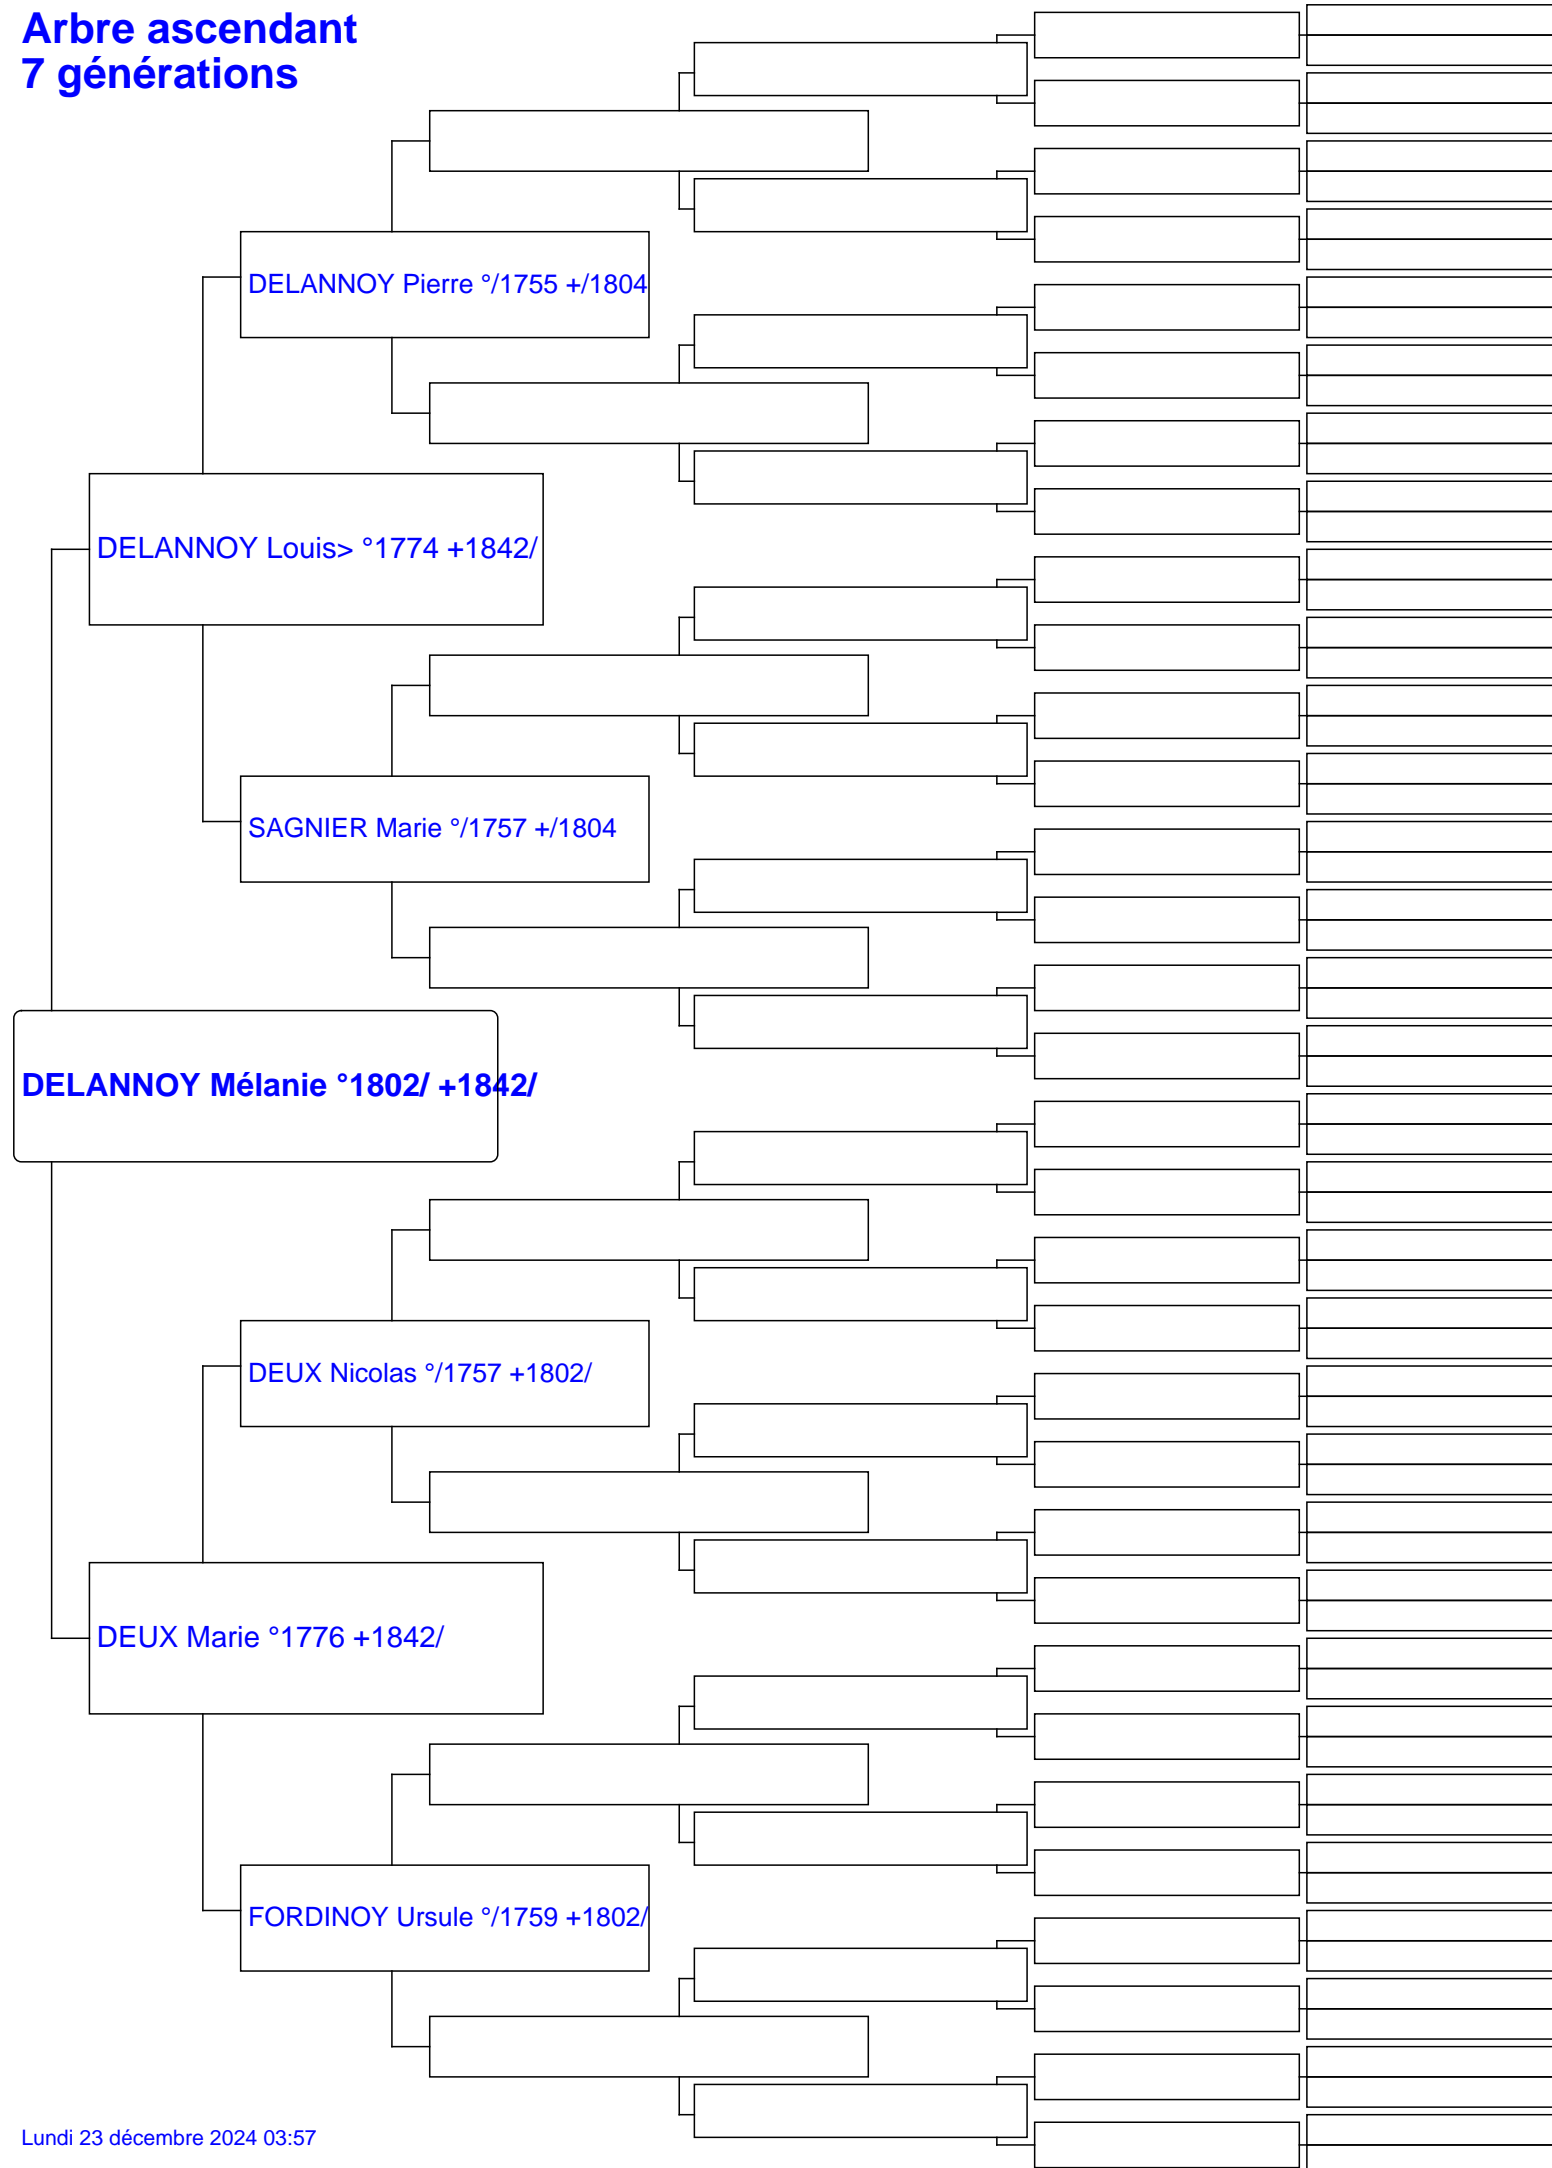 Arbre ascendant
7 générations
DELANNOY Pierre °/1755 +/1804
DELANNOY Louis> °1774 +1842/
SAGNIER Marie °/1757 +/1804
DELANNOY Mélanie °1802/ +1842/
DEUX Nicolas °/1757 +1802/
DEUX Marie °1776 +1842/
FORDINOY Ursule °/1759 +1802/
Lundi 23 décembre 2024 03:57